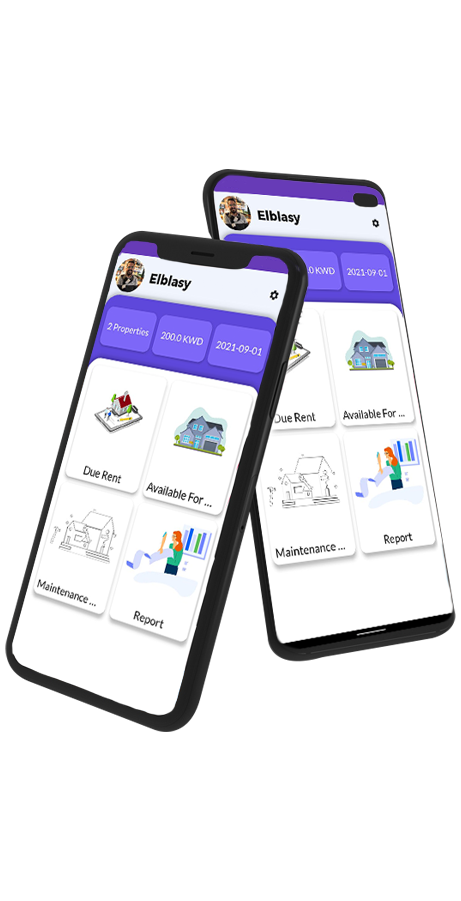 Elblasy
2 Properties
200.0 KWD
2021-09-01
Due Rent
Available For ...
Maintenance ...
Report
Elblasy
.0 KWD
2021-09-01
Due Rent
Available For ...
Maintenance ...
Report